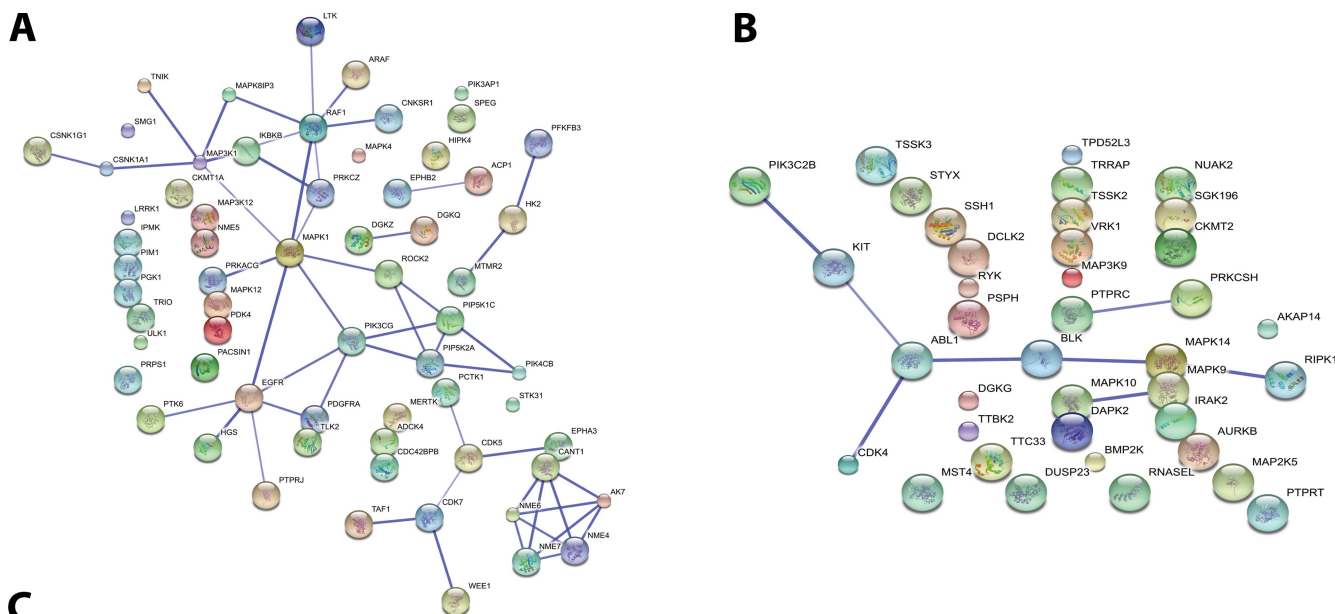 A
B
LTK
ARAF
TNIK
MAPK8IP3
PIK3AP1
SPEG
RAF1
CNKSR1
SMG1
CSNK1G1
IKBKB
PFKFB3
HIPK4
MAPK4
MAP3K1
CSNK1A1
ACP1
EPHB2
CKMT1A
PRKCZ
MAP3K12
HK2
LRRK1
DGKQ
NME5
DGKZ
IPMK
MAPK1
PIM1
ROCK2
MTMR2
PRKACG
PGK1
MAPK12
TRIO
PIP5K1C
PDK4
PIK3CG
ULK1
PACSIN1
PIP5K2A
PRPS1
PIK4CB
EGFR
PCTK1
MERTK
STK31
PTK6
PDGFRA
HGS
TLK2
ADCK4
EPHA3
CDK5
CANT1
CDC42BPB
PTPRJ
AK7
CDK7
NME6
TAF1
NME7
NME4
WEE1
TPD52L3
TSSK3
PIK3C2B
TRRAP
NUAK2
STYX
TSSK2
SGK196
SSH1
VRK1
CKMT2
DCLK2
KIT
MAP3K9
RYK
PRKCSH
PTPRC
PSPH
AKAP14
ABL1
BLK
MAPK14
RIPK1
MAPK9
DGKG
MAPK10
IRAK2
DAPK2
TTBK2
AURKB
TTC33
BMP2K
CDK4
MAP2K5
MST4
DUSP23
RNASEL
PTPRT
C